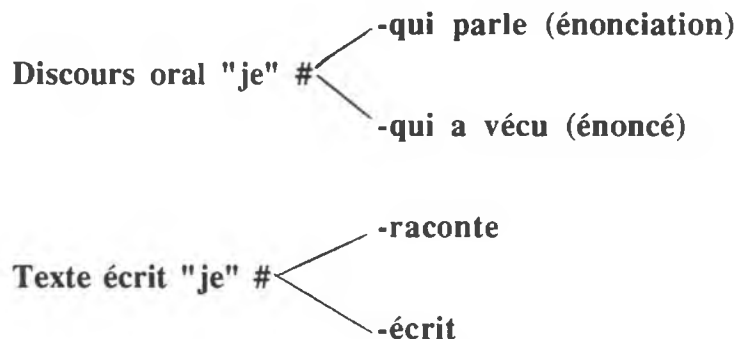 -qui parle (énonciation)
Discours oral "je" #
-qui a vécu (énoncé)
-raconte
Texte écrit "je" #
-écrit